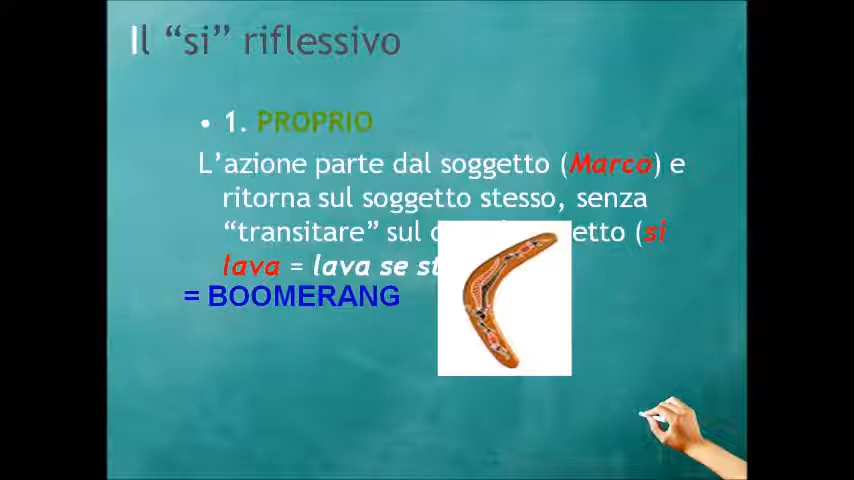 Il “si” riflessivo
• 1. PROPRIO
L’azione parte dal soggetto (Marco) e
ritorna sul soggetto stesso, senza
“transitare” sul (si
lava = lava se
= BOOMERANG